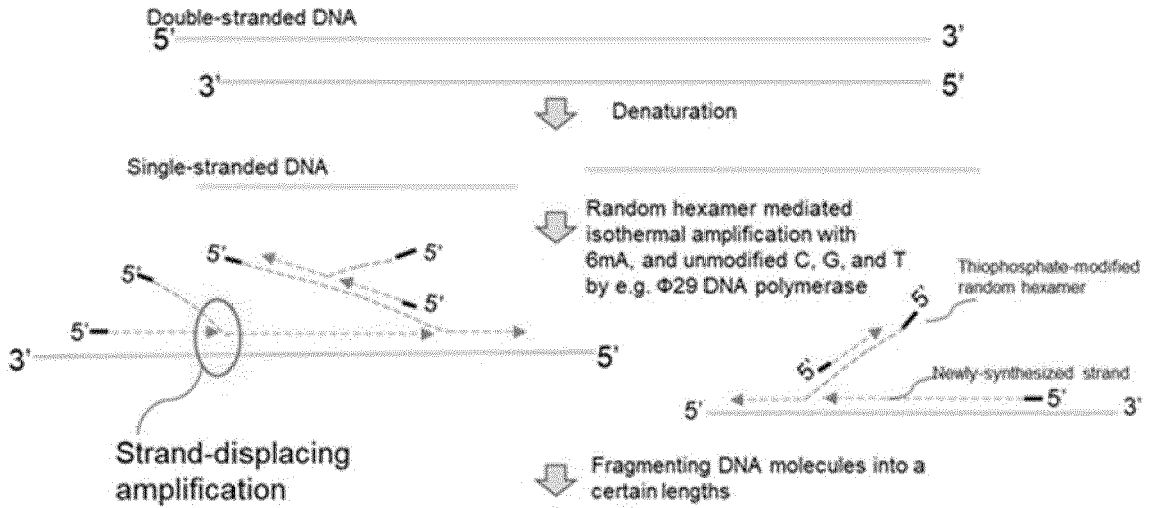 Double-stranded DNA
5' 3'
3' 5'
Denaturation
Single-stranded DNA
Random hexamer mediated
isothermal amplification with
6mA, and unmodified C, G, and T
by e.g. Φ29 DNA polymerase
5' 5' 5'
5'
5'
3' 5'
Thiophosphate-modified
random hexamer
5'
5'
Newly-synthesized strand
5'
5' 3'
Strand-displacing
amplification
Fragmenting DNA molecules into a
certain lengths